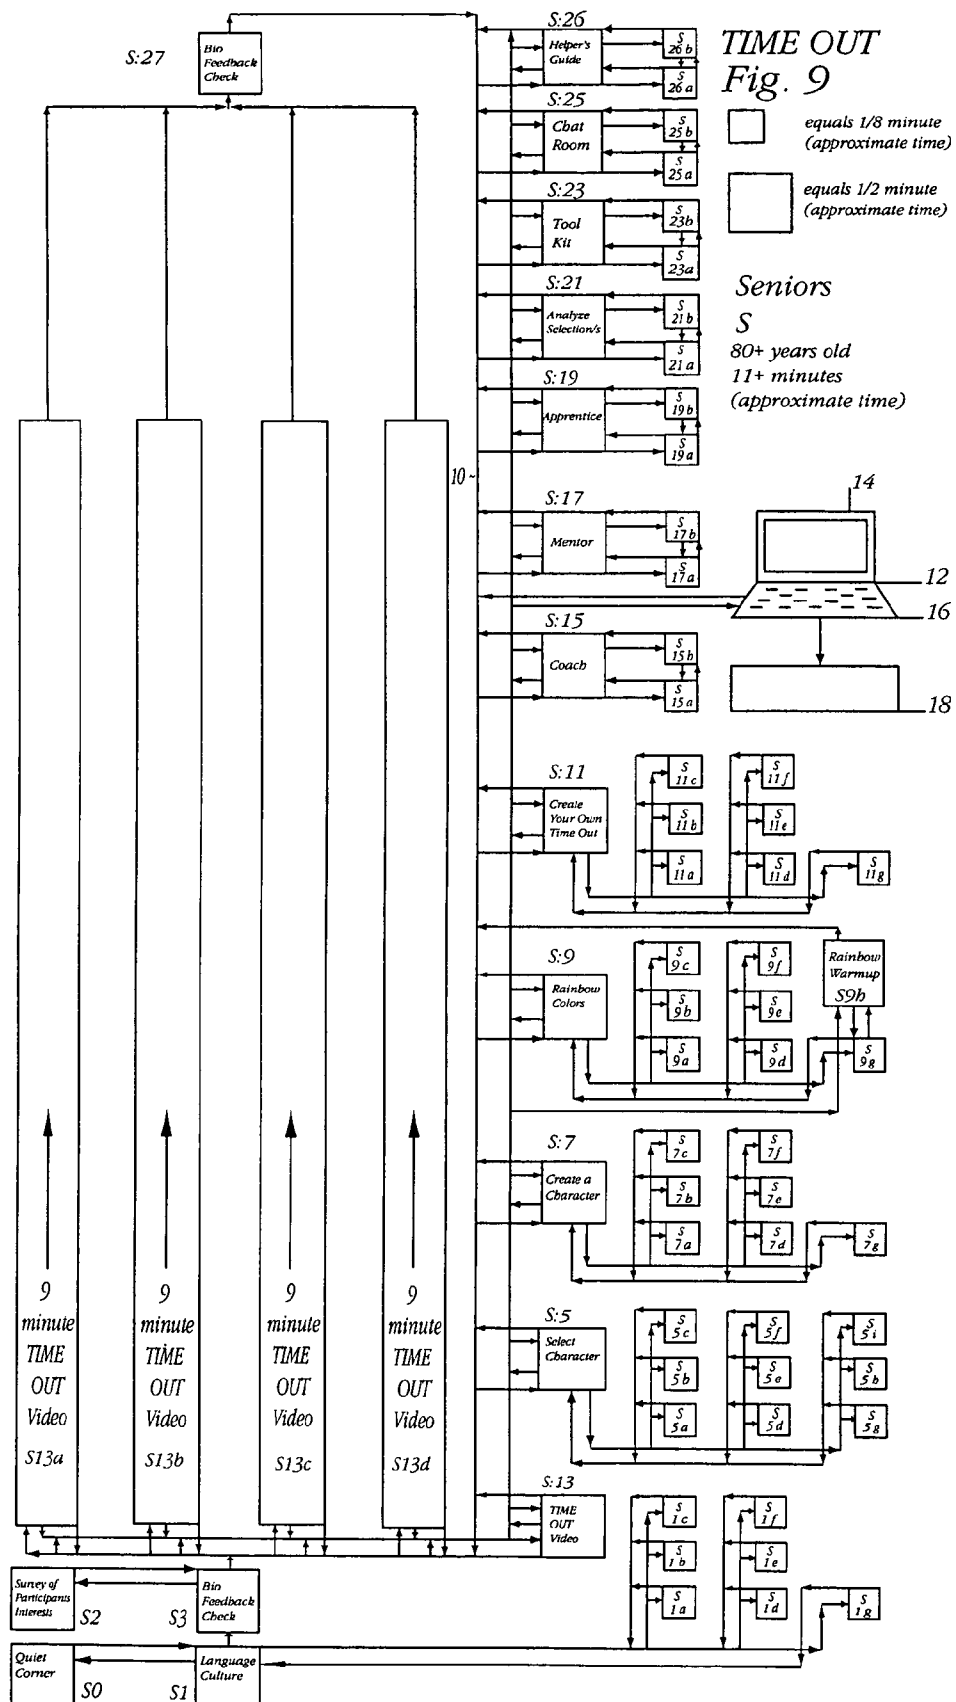 TIME OUT
Fig. 9
equals 1/8 minute
(approximate time)
equals 1/2 minute
(approximate time)
Seniors
S
80+ years old
11+ minutes
(approximate time)
S:27
Bio
Feedback
Check
S:26
Helper's
Guide
S
26 b
S
26 a
S:25
Chat
Room
S
25 b
S
25 a
S:23
Tool
Kit
S
23b
S
23a
S:21
Analyze
Selection/s
S
21 b
S
21 a
S:19
Apprentice
S
19 b
S
19 a
10~
S:17
Mentor
S
17 b
S
17 a
14
12
16
18
S:15
Coach
S
15 b
S
15 a
S:11
Create
Your Own
Time Out
S
11 c
S
11 b
S
11 a
S
11 f
S
11 e
S
11 d
S
11 g
S:9
Rainbow
Colors
S
9 c
S
9 b
S
9 a
S
9 f
S
9 e
S
9 d
Rainbow
Warmup
S9h
S
9 g
S:7
Create a
Character
S
7 c
S
7 b
S
7 a
S
7 f
S
7 e
S
7 d
S
7 g
S:5
Select
Character
S
5 c
S
5 b
S
5 a
S
5 f
S
5 e
S
5 d
S
5 i
S
5 h
S
5 g
9
minute
TIME
OUT
Video
S13a
9
minute
TIME
OUT
Video
S13b
9
minute
TIME
OUT
Video
S13c
9
minute
TIME
OUT
Video
S13d
S:13
TIME
OUT
Video
S
1 c
S
1 b
S
1 a
S
1 f
S
1 e
S
1 d
S
1 g
Survey of
Participants
Interests
S2
S3
Bio
Feedback
Check
Quiet
Corner
S0
S1
Language
Culture